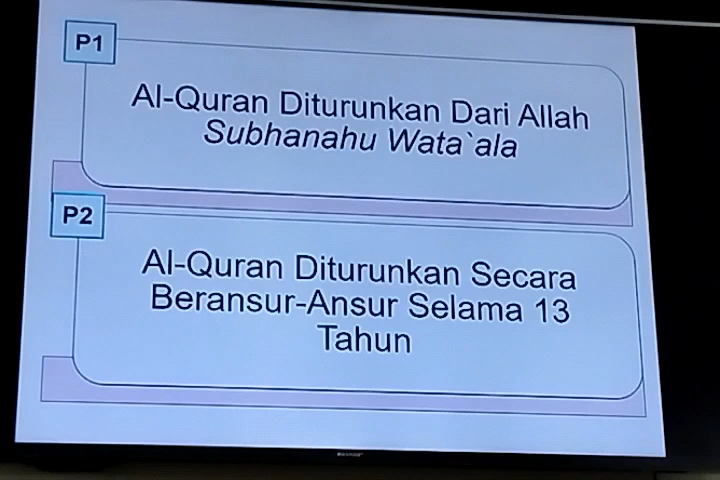 P1
Al-Quran Diturunkan Dari Allah
Subhanahu Wata`ala
P2
Al-Quran Diturunkan Secara
Beransur-Ansur Selama 13
Tahun